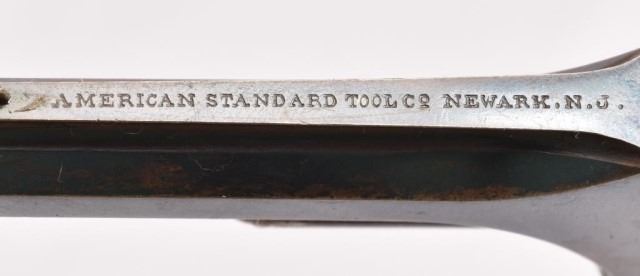 AMERICAN STANDARD TOOL Cº NEWARK. N. J.